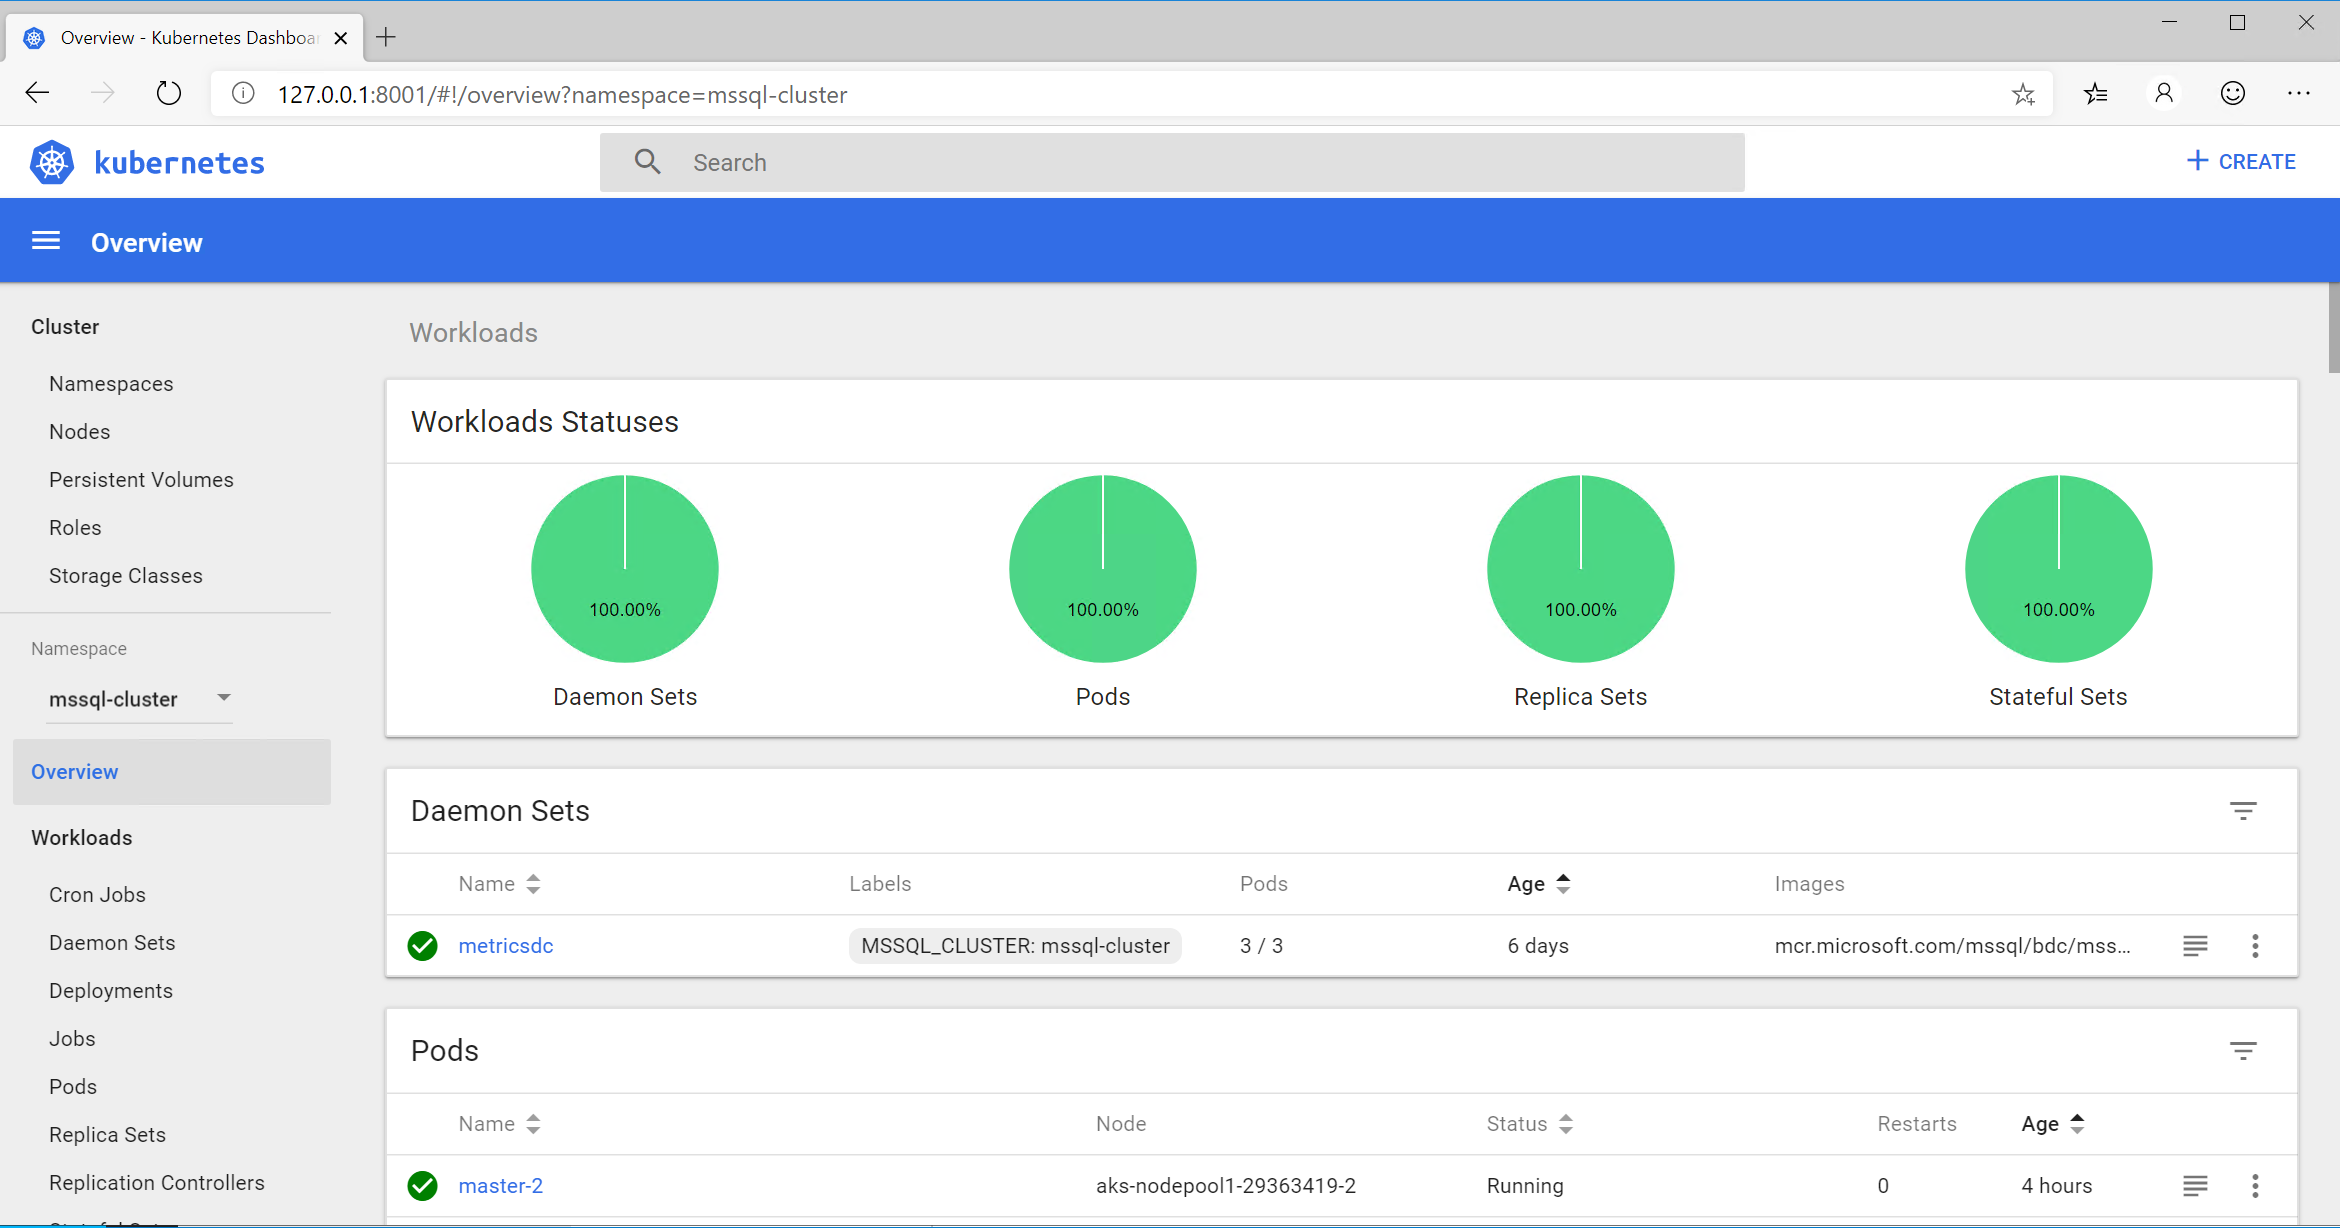 Overview - Kubernetes Dashboa
127.0.0.1:8001/#!/overview?namespace=mssql-cluster
kubernetes
Search
CREATE
Overview
Cluster
Namespaces
Nodes
Persistent Volumes
Roles
Storage Classes
Namespace
mssql-cluster
Overview
Workloads
Cron Jobs
Daemon Sets
Deployments
Jobs
Pods
Replica Sets
Replication Controllers
Workloads
Workloads Statuses
100.00% 100.00% 100.00% 100.00%
Daemon Sets Pods Replica Sets Stateful Sets
Daemon Sets
Name Labels Pods Age Images
metricsdc MSSQL_CLUSTER: mssql-cluster 3 / 3 6 days mcr.microsoft.com/mssql/bdc/mss...
Pods
Name Node Status Restarts Age
master-2 aks-nodepool1-29363419-2 Running 0 4 hours